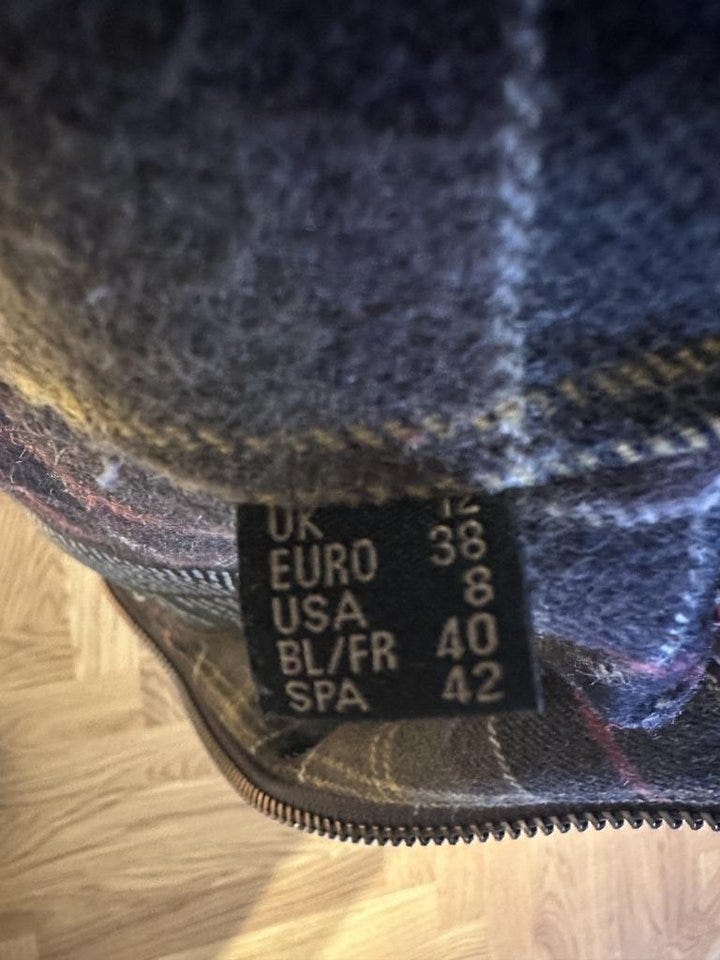 UK 12
EURO 38
USA 8
BL/FR 40
SPA 42